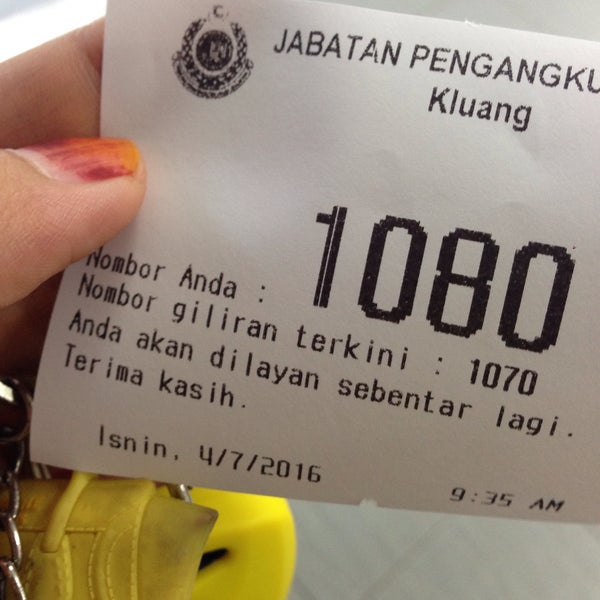 JABATAN PENGANGKU
Kluang
Nombor Anda : 1080
Nombor giliran terkini : 1070
Anda akan dilayan sebentar lagi.
Terima kasih.
Isnin, 4/7/2016
9:35 AM